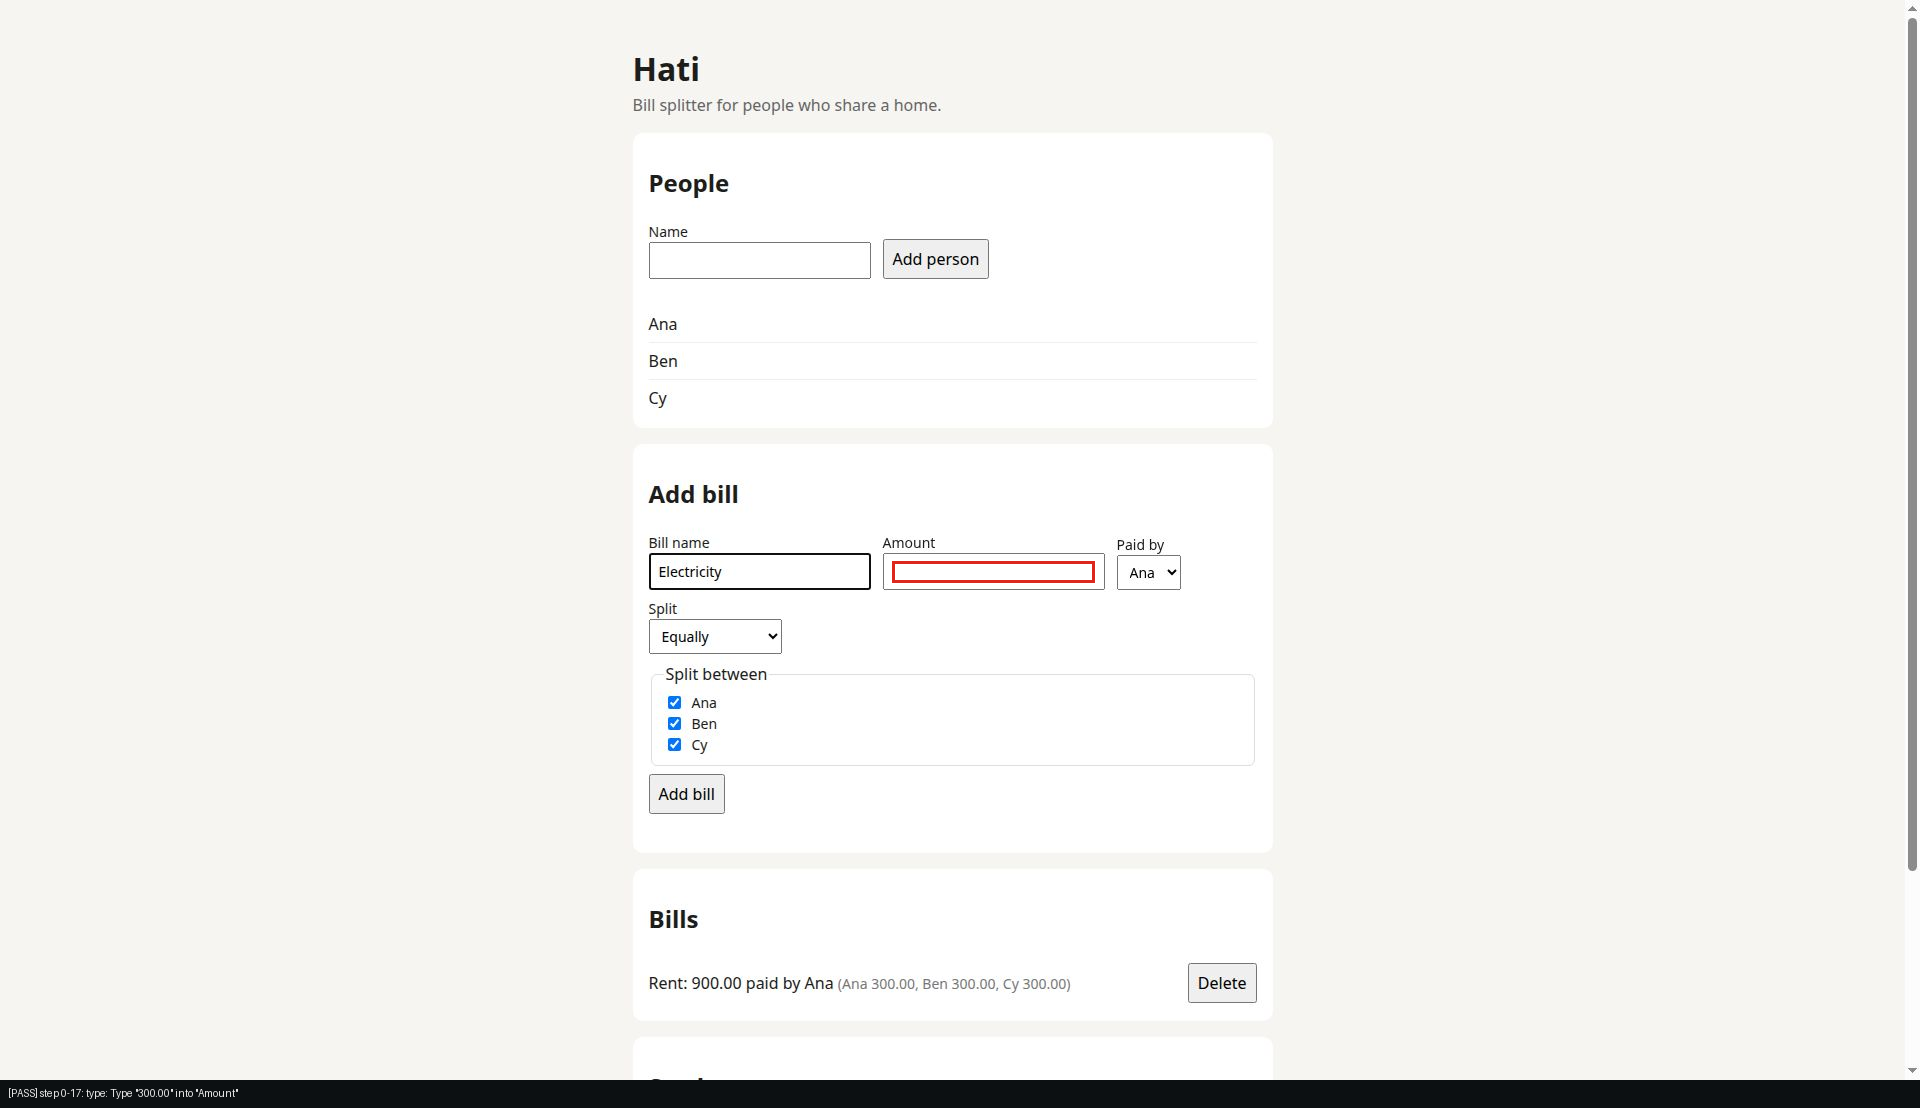 Hati
Bill splitter for people who share a home.
People
Name
Add person
Ana
Ben
Cy
Add bill
Bill name
Amount
Paid by
Electricity
Ana
Split
Equally
Split between
Ana
Ben
Cy
Add bill
Bills
Rent: 900.00 paid by Ana (Ana 300.00, Ben 300.00, Cy 300.00)
Delete
[PASS] step 0-17: type: Type "300.00" into "Amount"